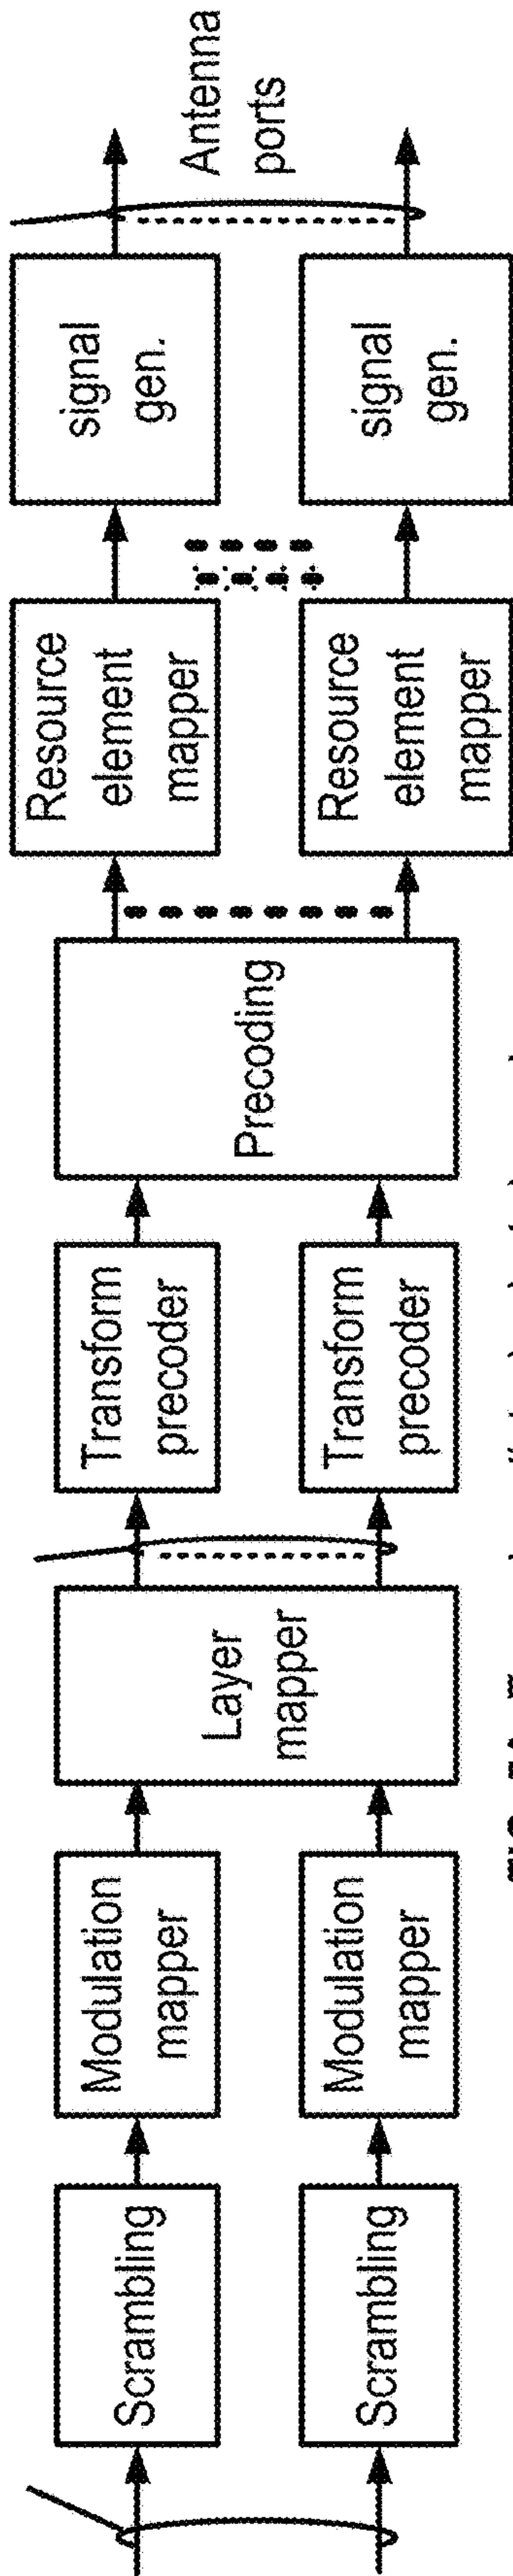 Scrambling
Modulation
mapper
Layer
mapper
Transform
precoder
Precoding
Resource
element
mapper
signal
gen.
Antenna
ports
Scrambling
Modulation
mapper
Transform
precoder
Resource
element
mapper
signal
gen.